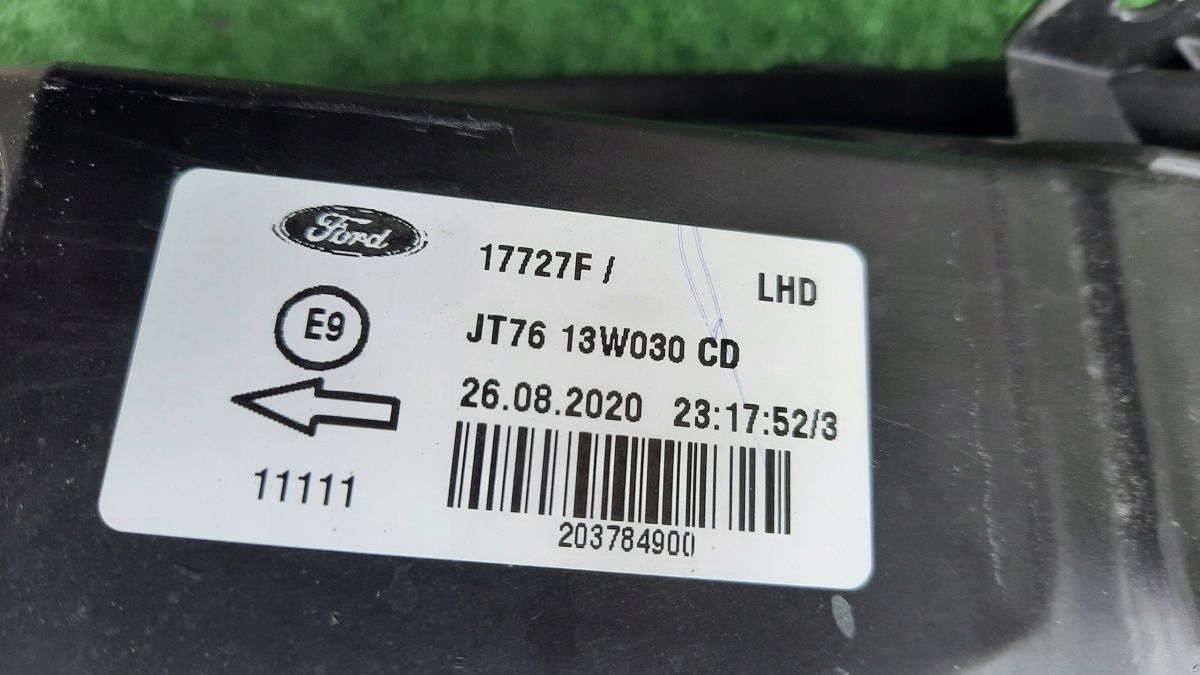 Ford
17727F /
LHD
E9
JT76 13W030 CD
26.08.2020 23:17:52/3
11111
203784900